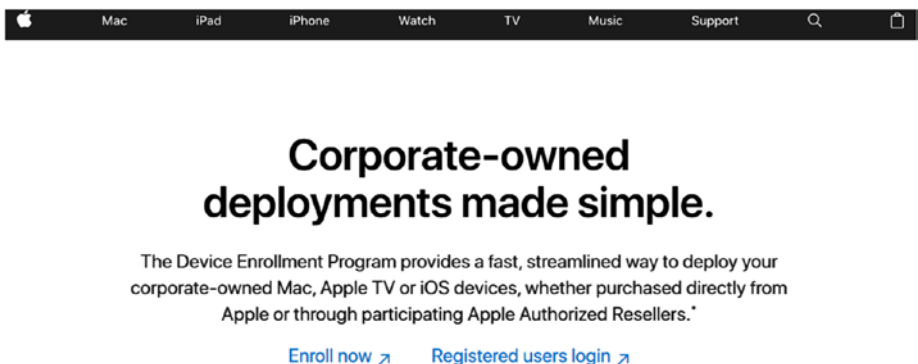 Mac iPad iPhone Watch TV Music Support
Corporate-owned
deployments made simple.
The Device Enrollment Program provides a fast, streamlined way to deploy your
corporate-owned Mac, Apple TV or iOS devices, whether purchased directly from
Apple or through participating Apple Authorized Resellers.*
Enroll now ↗ Registered users login ↗